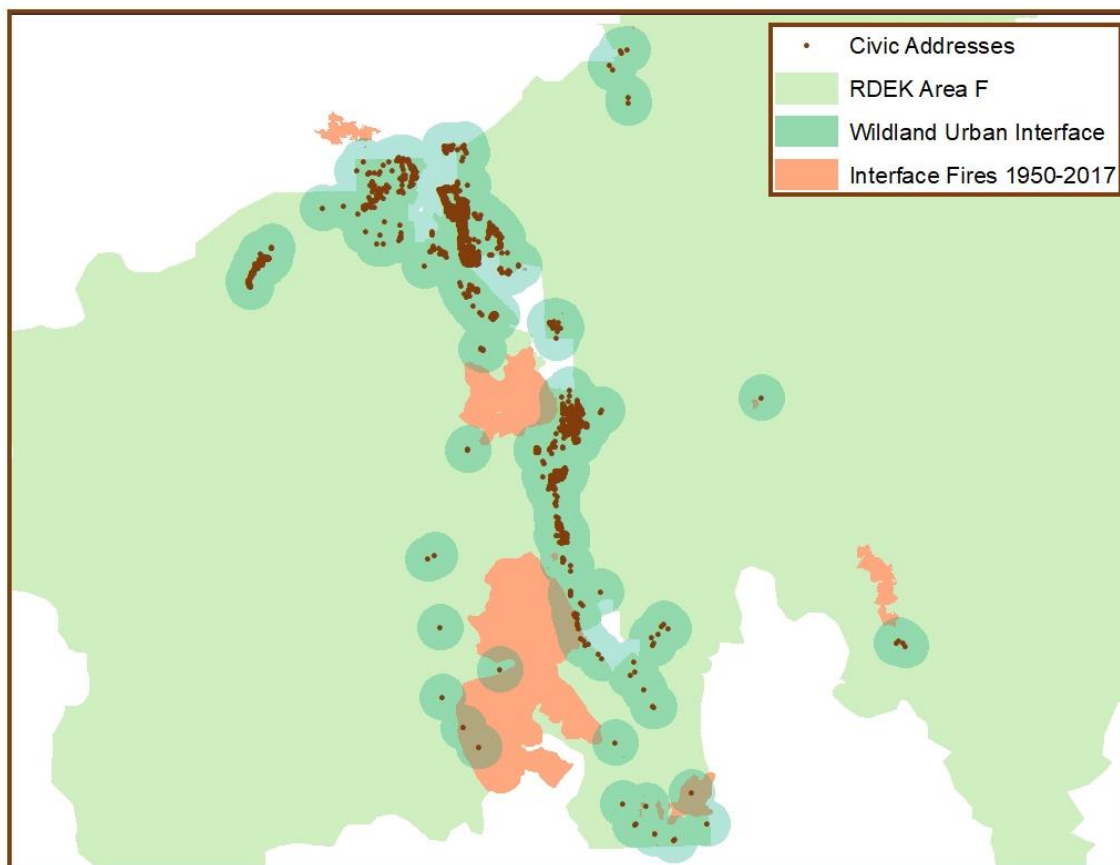 Civic Addresses
RDEK Area F
Wildland Urban Interface
Interface Fires 1950-2017